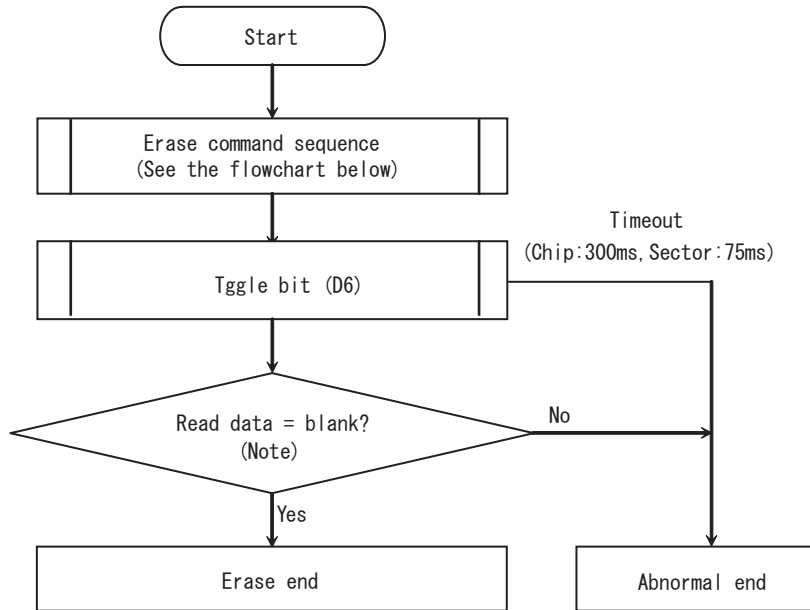 Start
Erase command sequence
(See the flowchart below)
Timeout
(Chip:300ms, Sector:75ms)
Tggle bit (D6)
Read data = blank?
(Note)
No
Yes
Erase end
Abnormal end